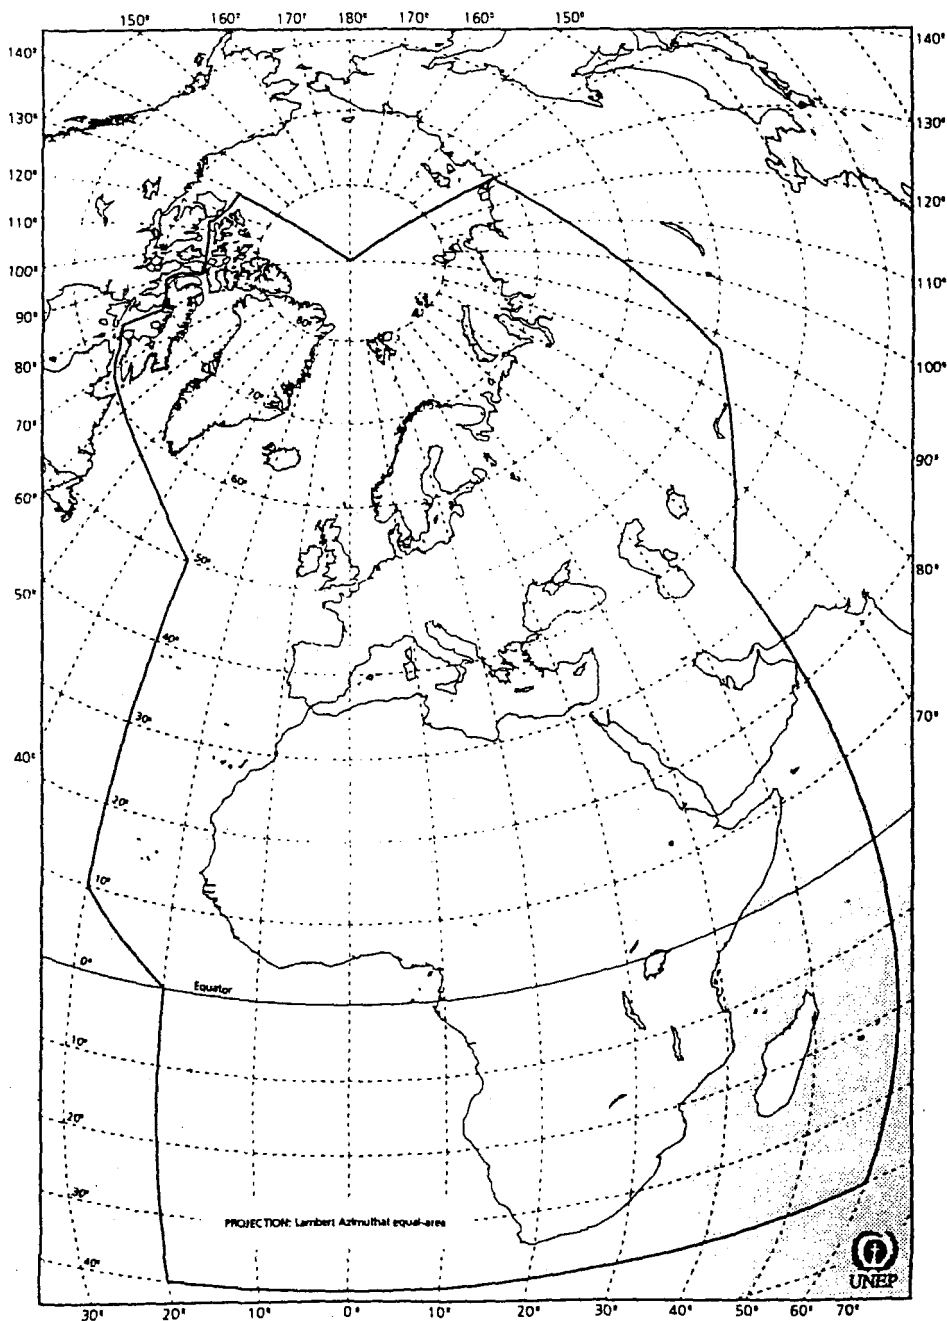 150° 160° 170° 180° 170° 160° 150°
140° 140°
130° 130°
120° 120°
110° 110°
100°
90° 100°
80°
80°
70° 70°
60° 60° 90°
50° 50° 80°
40°
30° 70°
40°
20°
10°
0° Equator
10°
20°
30°
PROJECTION: Lambert Azimuthal equal-area
40°
UNEP
30° 20° 10° 0° 10° 20° 30° 40° 50° 60° 70°